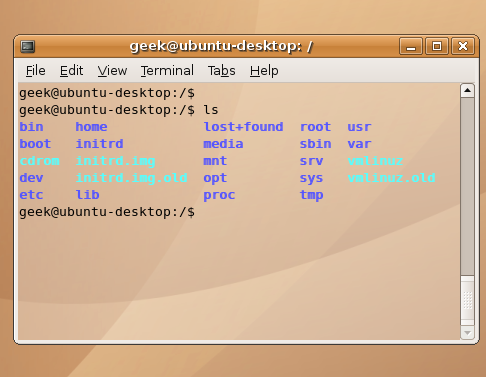 geek@ubuntu-desktop: /
File Edit View Terminal Tabs Help
geek@ubuntu-desktop:/$
geek@ubuntu-desktop:/$ ls
bin home lost+found root usr
boot initrd media sbin var
cdrom initrd.img mnt srv vmlinuz
dev initrd.img.old opt sys vmlinuz.old
etc lib proc tmp
geek@ubuntu-desktop:/$